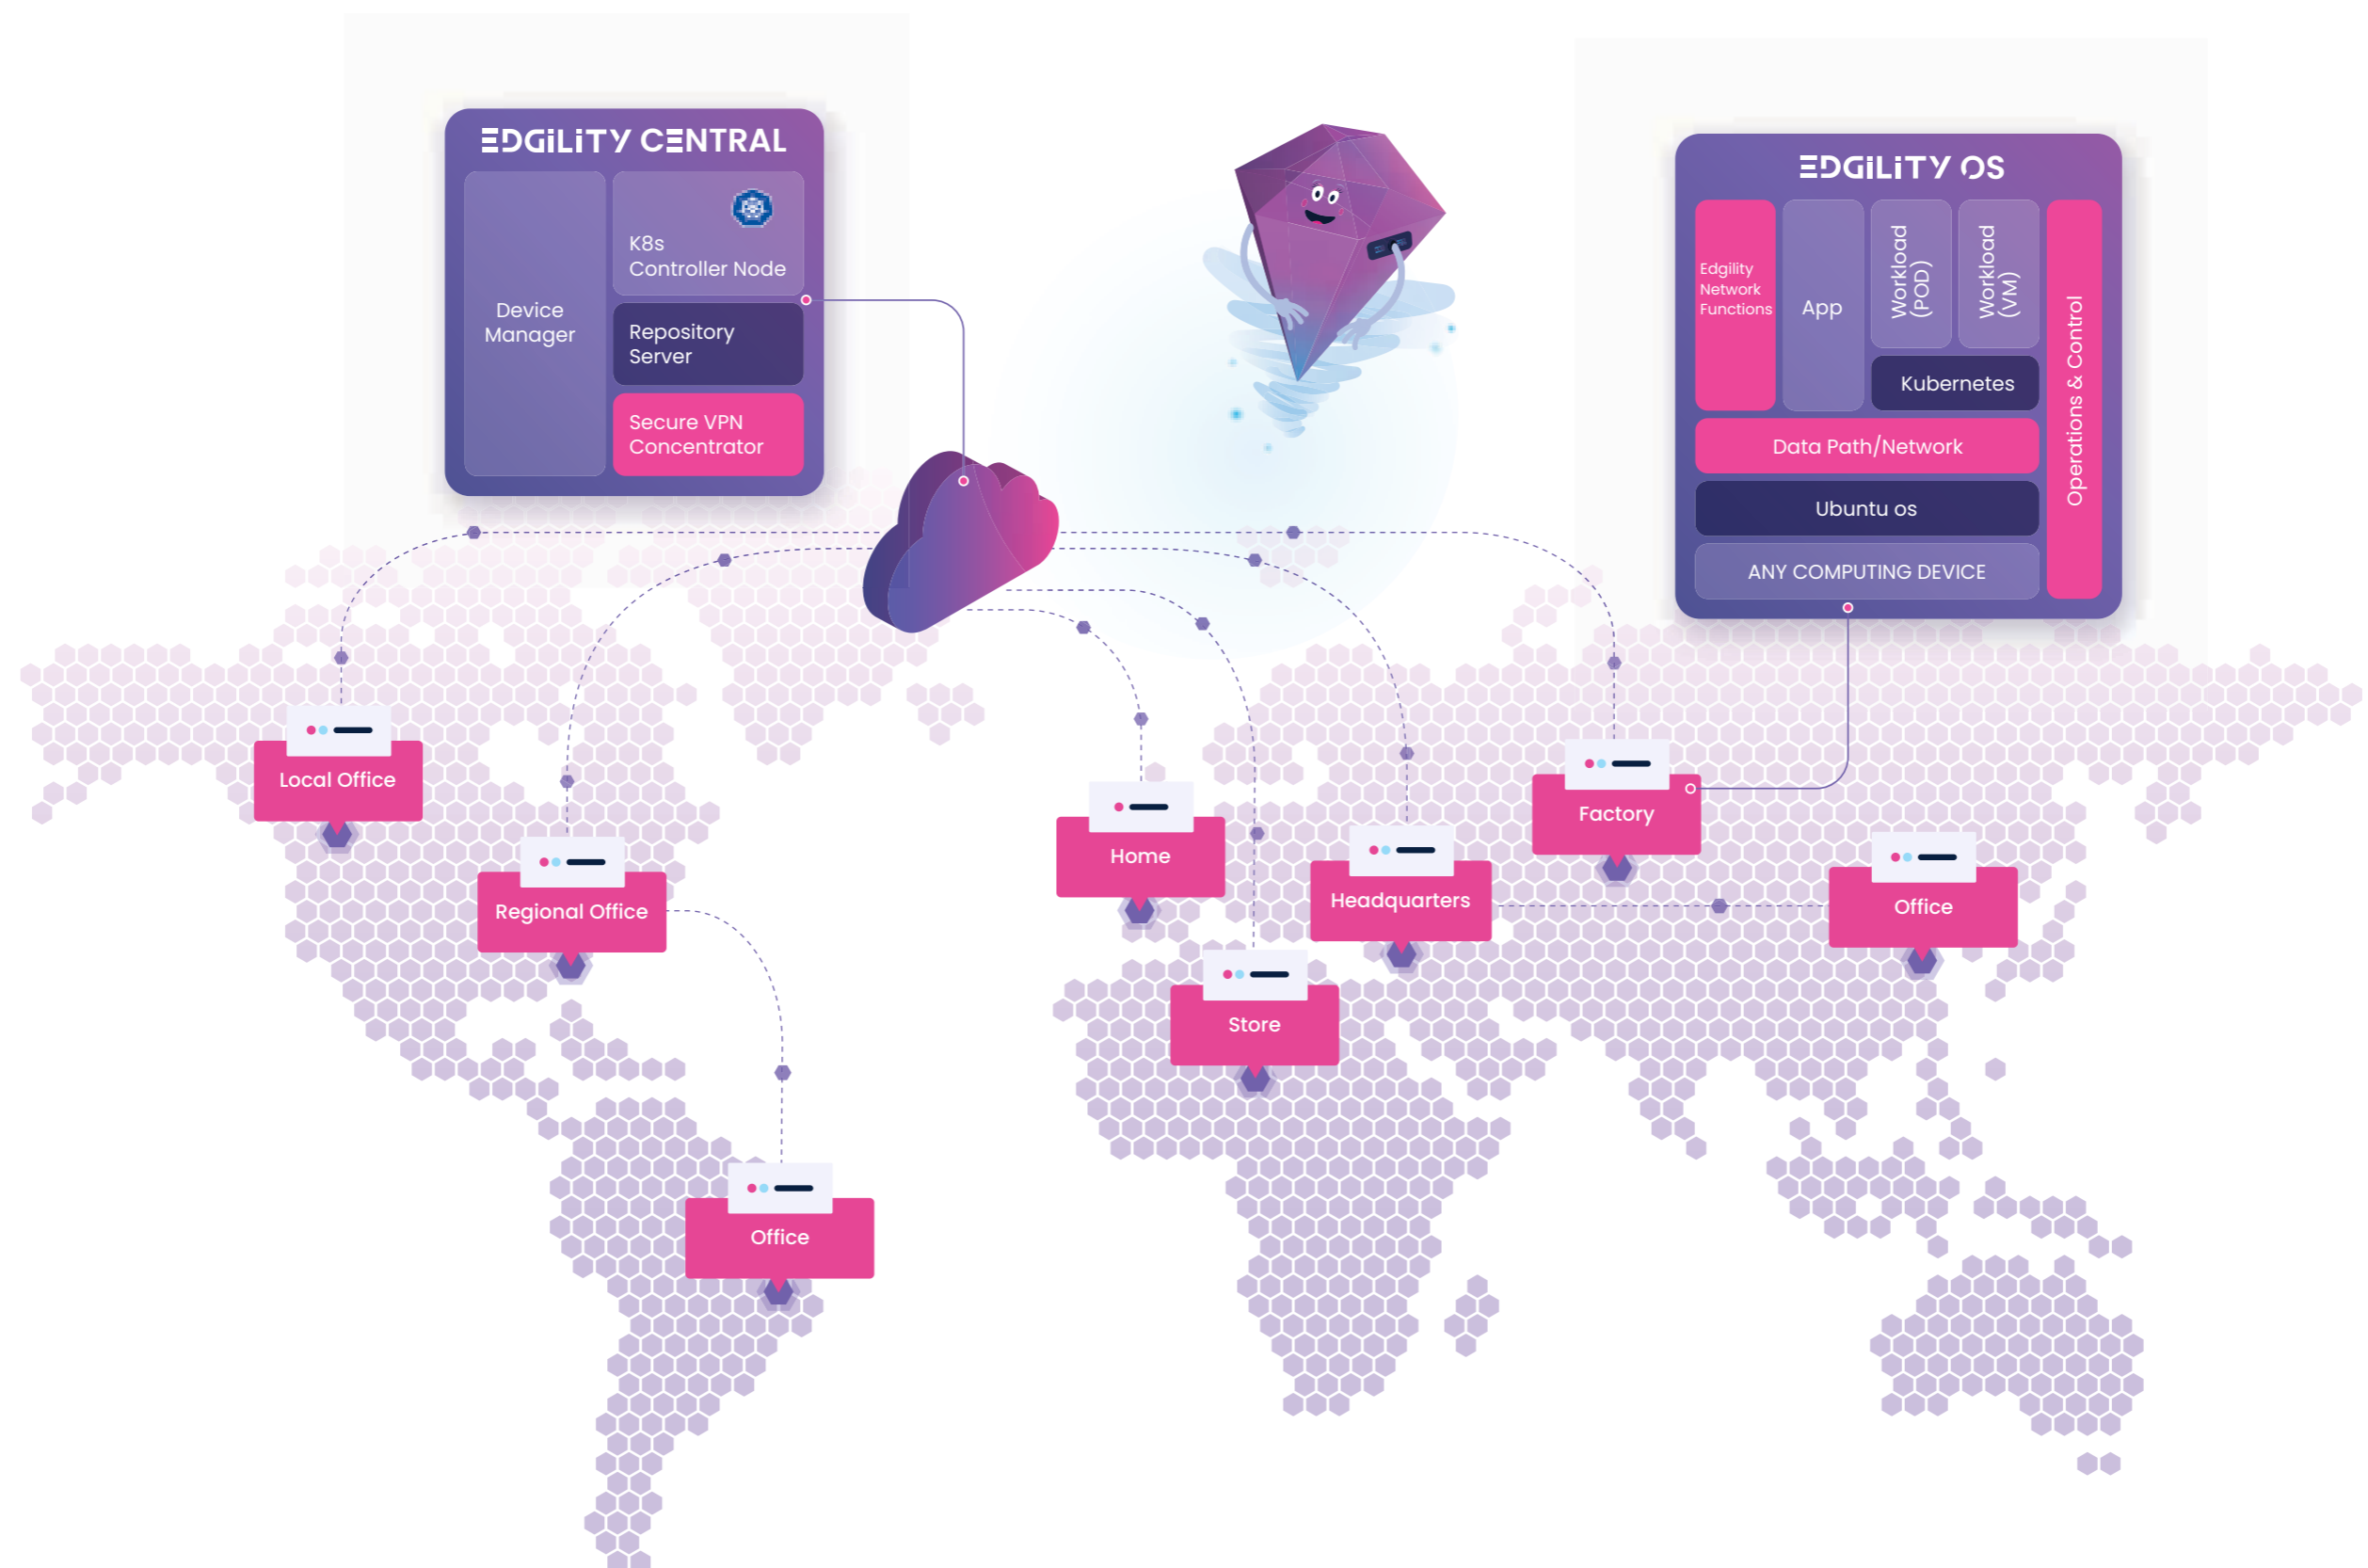 EDGILITY CENTRAL
Device
Manager
K8s
Controller Node
Repository
Server
Secure VPN
Concentrator
EDGILITY OS
Edgility
Network
Functions
App
Workload
(POD)
Workload
(VM)
Kubernetes
Operations & Control
Data Path/Network
Ubuntu os
ANY COMPUTING DEVICE
Local Office
Regional Office
Office
Home
Store
Headquarters
Factory
Office